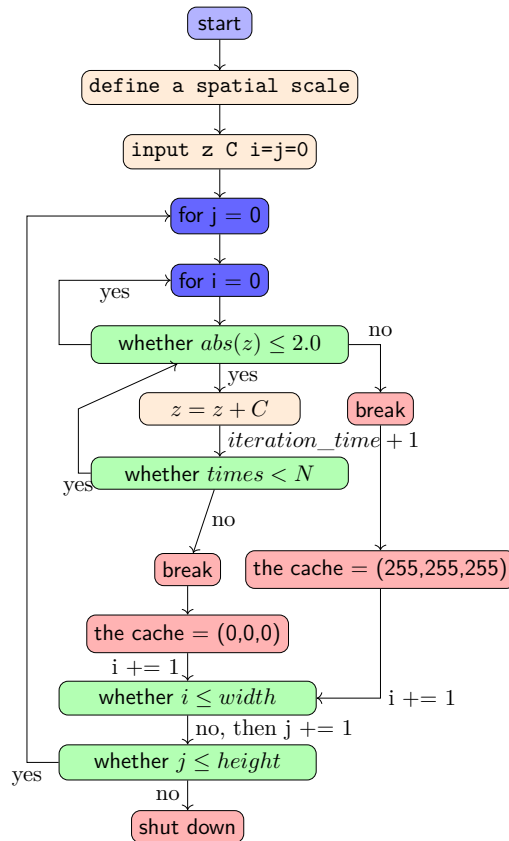 start
define a spatial scale
input z C i=j=0
for j = 0
for i = 0
yes
whether abs(z) ≤ 2.0
no
yes
z = z + C
break
iteration_time + 1
whether times < N
yes
no
break
the cache = (255,255,255)
the cache = (0,0,0)
i += 1
whether i ≤ width
i += 1
no, then j += 1
whether j ≤ height
yes
no
shut down